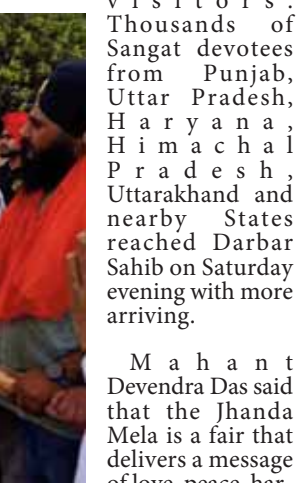 visitors.
Thousands of
Sangat devotees
from Punjab,
Uttar Pradesh,
Haryana,
Himachal
Pradesh,
Uttarakhand and
nearby States
reached Darbar
Sahib on Saturday
evening with more
arriving.
Mahant
Devendra Das said
that the Jhanda
Mela is a fair that
delivers a message
of love, peace, har-